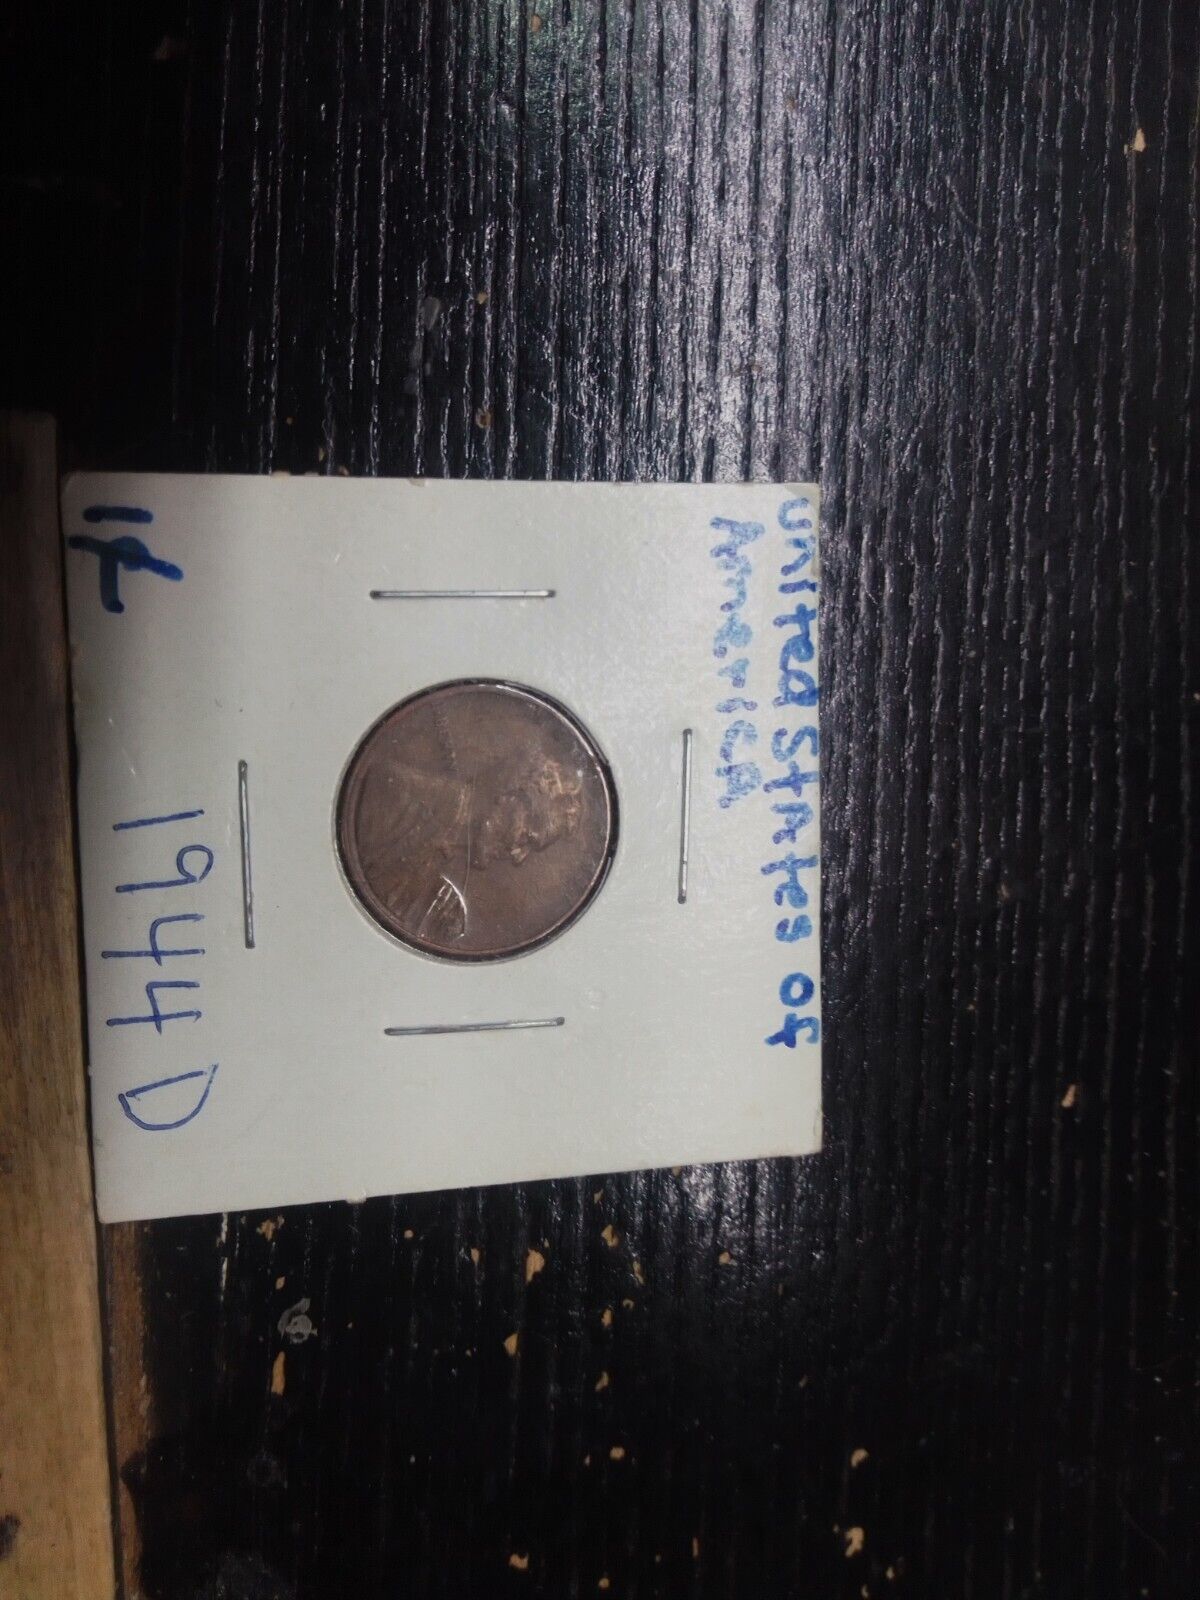 United States of
America
1¢
1944 D